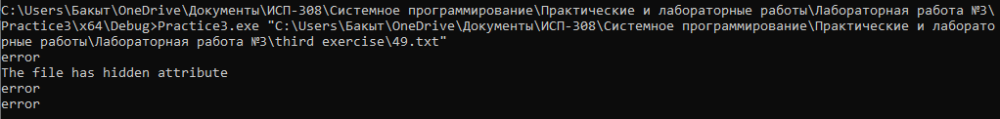 C:\Users\Бакыт\OneDrive\Документы\ИСП-308\Системное программирование\Практические и лабораторные работы\Лабораторная работа №3\
Practice3\x64\Debug>Practice3.exe "C:\Users\Бакыт\OneDrive\Документы\ИСП-308\Системное программирование\Практические и лаборато
рные работы\Лабораторная работа №3\third exercise\49.txt"
error
The file has hidden attribute
error
error